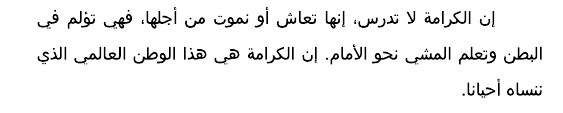 إن الكرامة لا تدرس، إنها تعاش أو نموت من أجلها، فهي تؤلم في
البطن وتعلم المشي نحو الأمام. إن الكرامة هي هذا الوطن العالمي الذي
ننساه أحيانا.